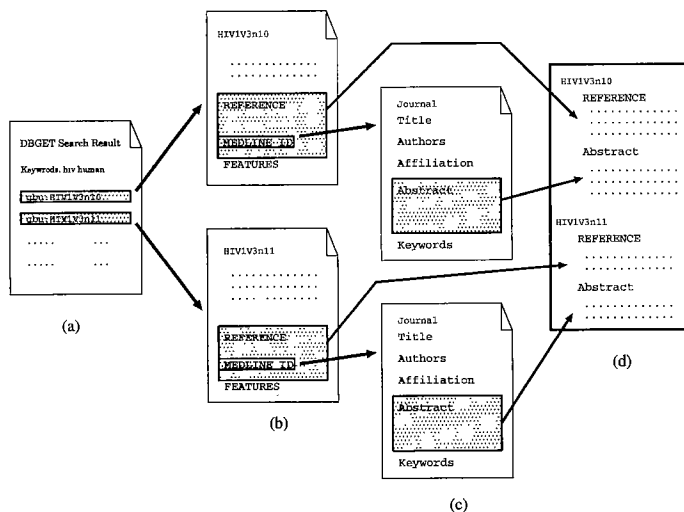 DBGET Search Result
Keywrods. hiv human
gbu:HIV1V3n10
gbu:HIV1V3n11
(a)
HIV1V3n10
REFERENCE
MEDLINE ID
FEATURES
HIV1V3n11
REFERENCE
MEDLINE ID
FEATURES
(b)
Journal
Title
Authors
Affiliation
Abstract
Keywords
Journal
Title
Authors
Affiliation
Abstract
Keywords
(c)
HIV1V3n10
REFERENCE
Abstract
HIV1V3n11
REFERENCE
Abstract
(d)